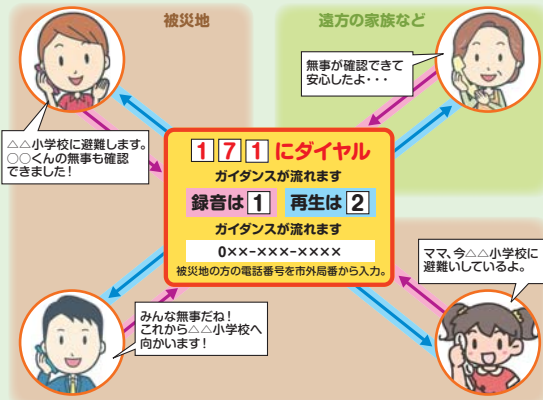 被災地
遠方の家族など
無事が確認できて
安心したよ・・・
△△小学校に避難します。
○○くんの無事も確認
できました！
171にダイヤル
ガイダンスが流れます
録音は1 再生は2
ガイダンスが流れます
0××-×××-××××
被災地の方の電話番号を市外局番から入力。
ママ、今△△小学校に
避難いしているよ。
みんな無事だね！
これから△△小学校へ
向かいます！